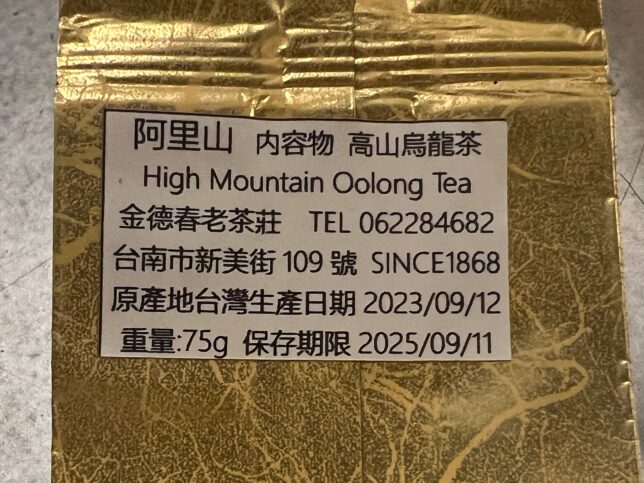 阿里山 內容物 高山烏龍茶
High Mountain Oolong Tea
金德春老茶莊 TEL 062284682
台南市新美街 109 號 SINCE1868
原產地台灣生產日期 2023/09/12
重量:75g 保存期限 2025/09/11